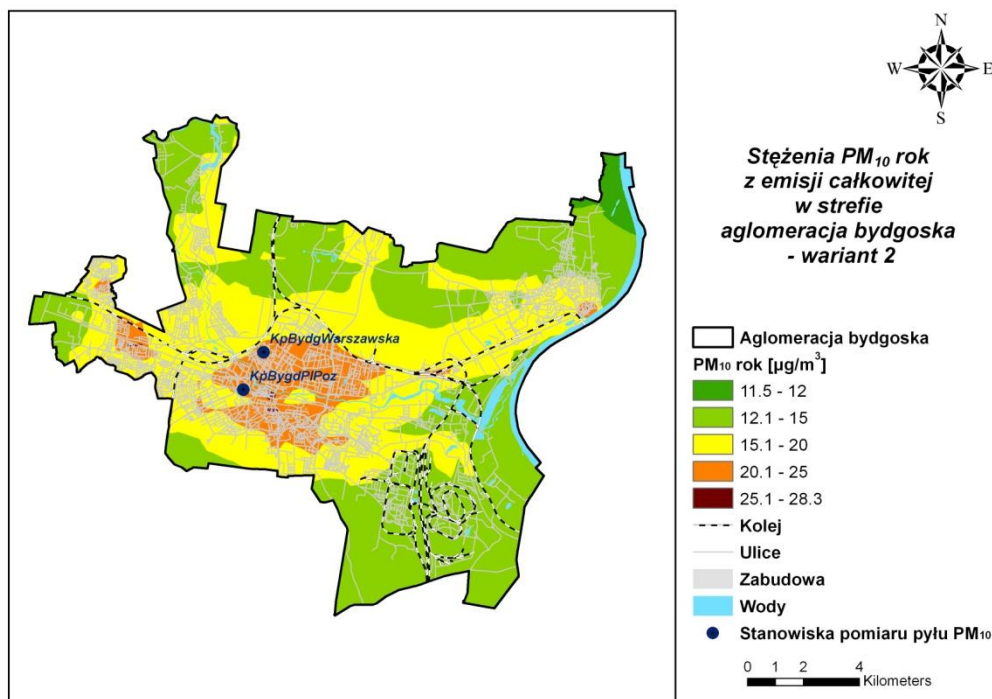 N
W E
S
Stężenia PM₁₀ rok
z emisji całkowitej
w strefie
aglomeracja bydgoska
- wariant 2
KpBydgWarszawska
KpBygdPlPoz
Aglomeracja bydgoska
PM₁₀ rok [µg/m³]
11.5 - 12
12.1 - 15
15.1 - 20
20.1 - 25
25.1 - 28.3
Kolej
Ulice
Zabudowa
Wody
Stanowiska pomiaru pyłu PM₁₀
0 1 2 4
Kilometers